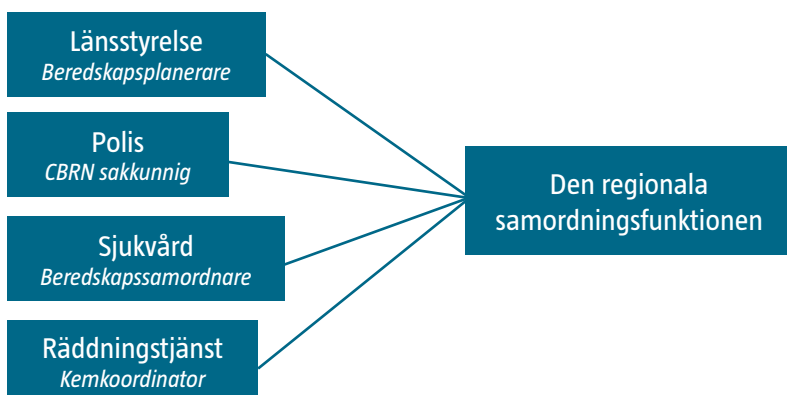 Länsstyrelse
Beredskapsplanerare
Polis
CBRN sakkunnig
Sjukvård
Beredskapssamordnare
Räddningstjänst
Kemkoordinator
Den regionala
samordningsfunktionen